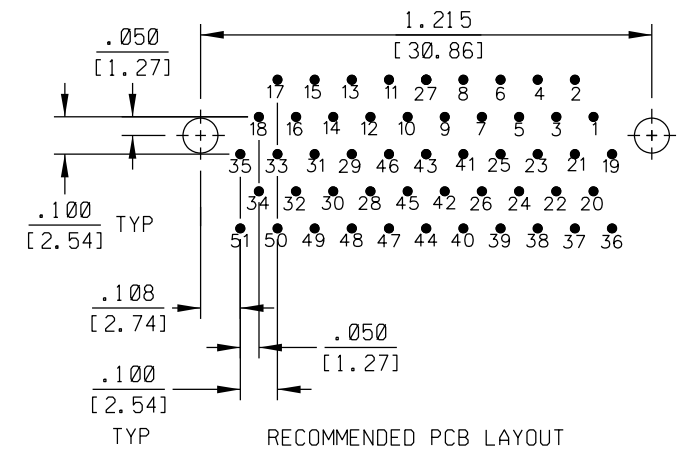 1.215
[30.86]
.050
[1.27]
17 15 13 11 27 8 6 4 2
18 16 14 12 10 9 7 5 3 1
35 33 31 29 46 43 41 25 23 21 19
34 32 30 28 45 42 26 24 22 20
51 50 49 48 47 44 40 39 38 37 36
.100
[2.54] TYP
.108
[2.74]
.050
[1.27]
.100
[2.54]
TYP
RECOMMENDED PCB LAYOUT